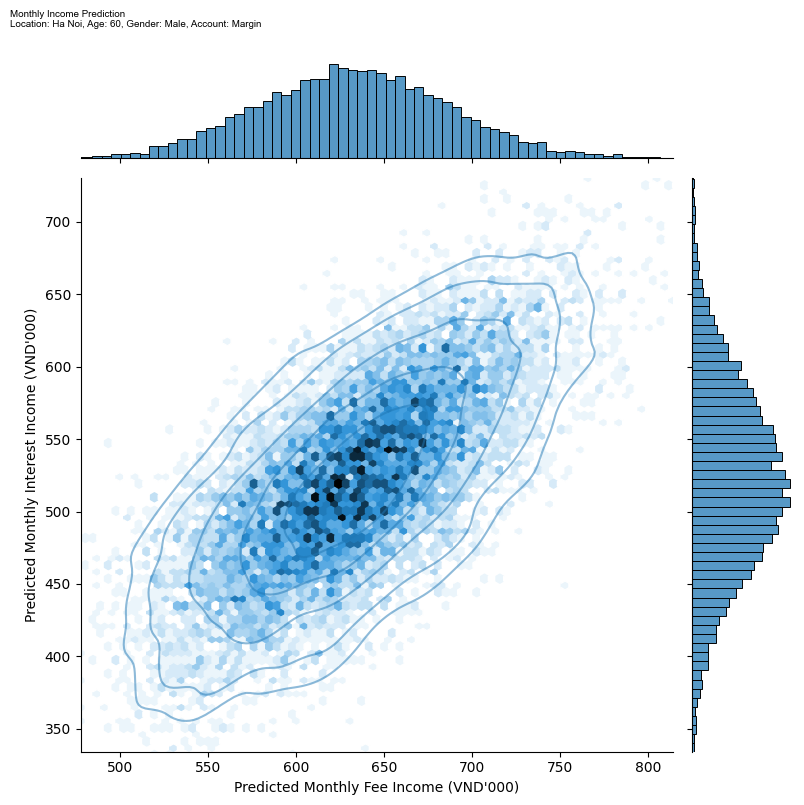 Monthly Income Prediction
Location: Ha Noi, Age: 60, Gender: Male, Account: Margin
700
650
600
550
500
450
400
350
Predicted Monthly Interest Income (VND'000)
500 550 600 650 700 750 800
Predicted Monthly Fee Income (VND'000)